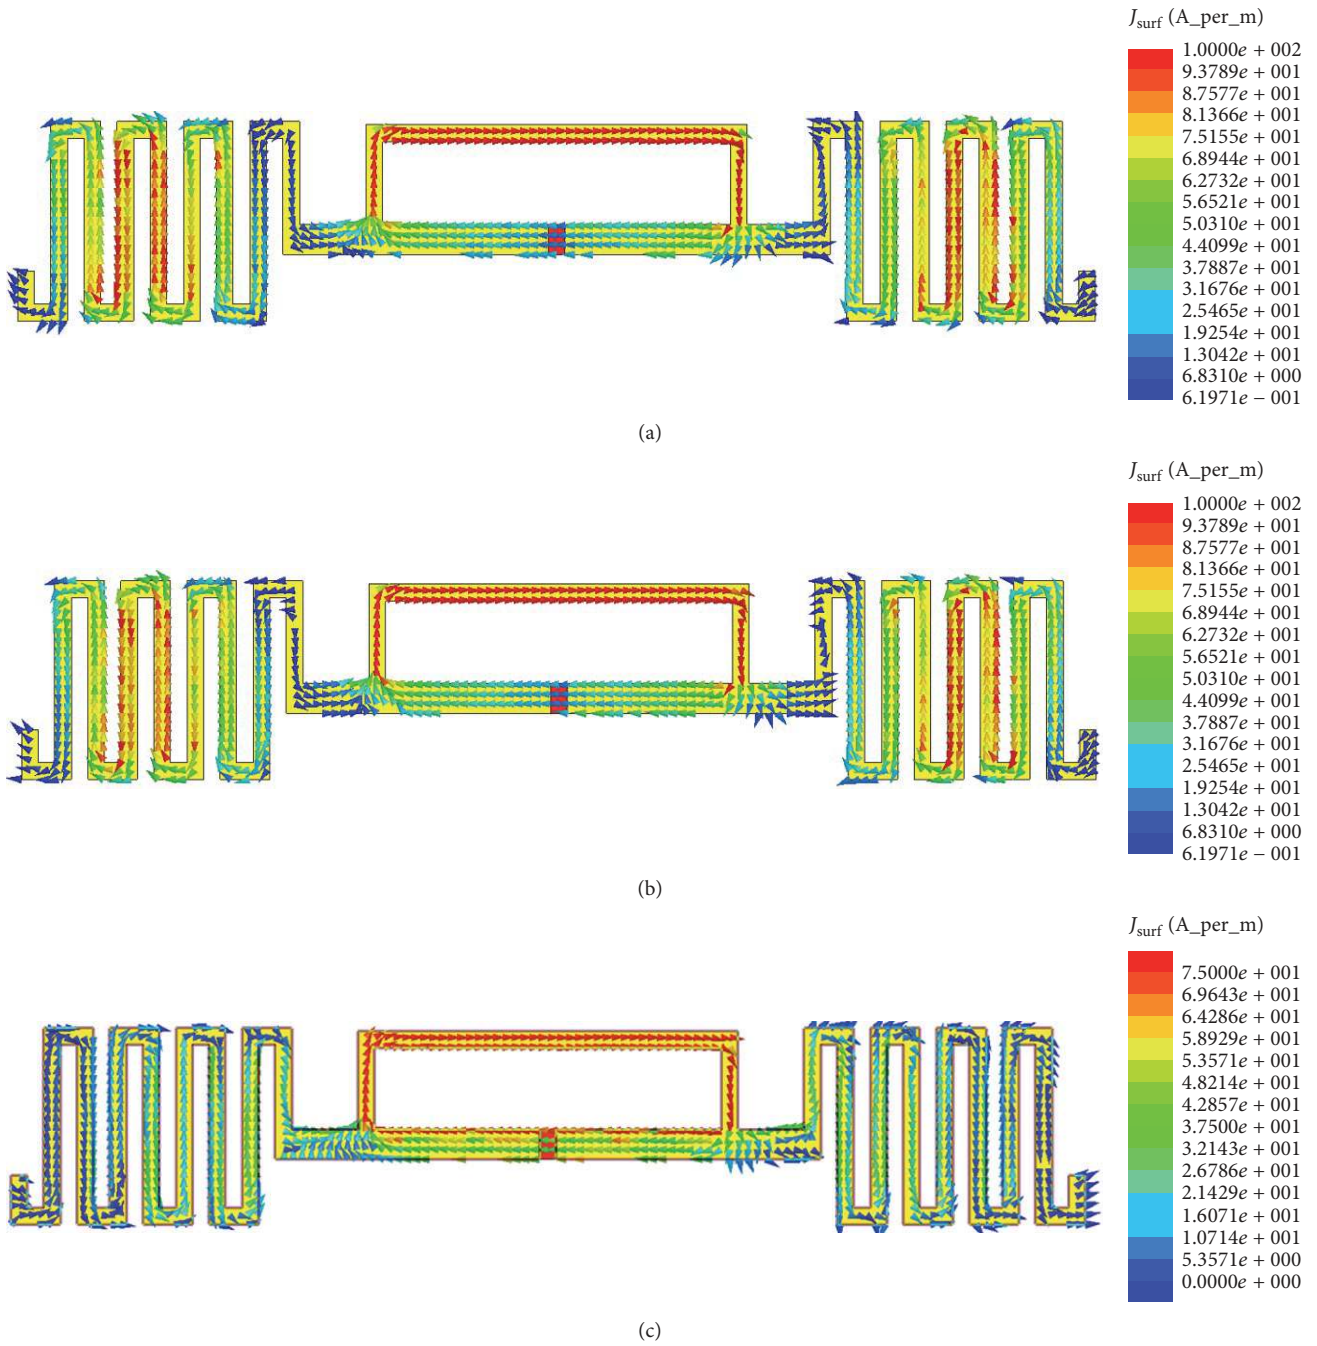 Jsurf (A_per_m)
1.0000e + 002
9.3789e + 001
8.7577e + 001
8.1366e + 001
7.5155e + 001
6.8944e + 001
6.2732e + 001
5.6521e + 001
5.0310e + 001
4.4099e + 001
3.7887e + 001
3.1676e + 001
2.5465e + 001
1.9254e + 001
1.3042e + 001
6.8310e + 000
6.1971e − 001
(a)
Jsurf (A_per_m)
1.0000e + 002
9.3789e + 001
8.7577e + 001
8.1366e + 001
7.5155e + 001
6.8944e + 001
6.2732e + 001
5.6521e + 001
5.0310e + 001
4.4099e + 001
3.7887e + 001
3.1676e + 001
2.5465e + 001
1.9254e + 001
1.3042e + 001
6.8310e + 000
6.1971e − 001
(b)
Jsurf (A_per_m)
7.5000e + 001
6.9643e + 001
6.4286e + 001
5.8929e + 001
5.3571e + 001
4.8214e + 001
4.2857e + 001
3.7500e + 001
3.2143e + 001
2.6786e + 001
2.1429e + 001
1.6071e + 001
1.0714e + 001
5.3571e + 000
0.0000e + 000
(c)